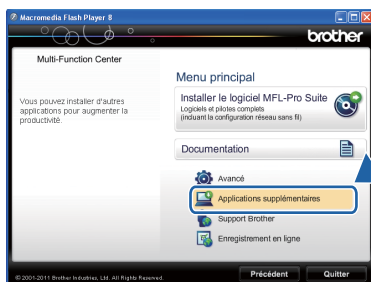 Macromedia Flash Player 8
brother
Multi-Function Center
Vous pouvez installer d'autres
applications pour augmenter la
productivité.
Menu principal
Installer le logiciel MFL-Pro Suite
Logiciels et pilotes complets
(incluant la configuration réseau sans fil)
Documentation
Avancé
Applications supplémentaires
Support Brother
Enregistrement en ligne
© 2001-2011 Brother Industries, Ltd. All Rights Reserved.
Précédent
Quitter